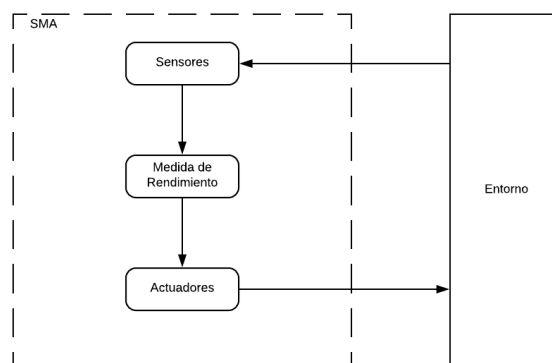 SMA
Sensores
Medida de
Rendimiento
Entorno
Actuadores